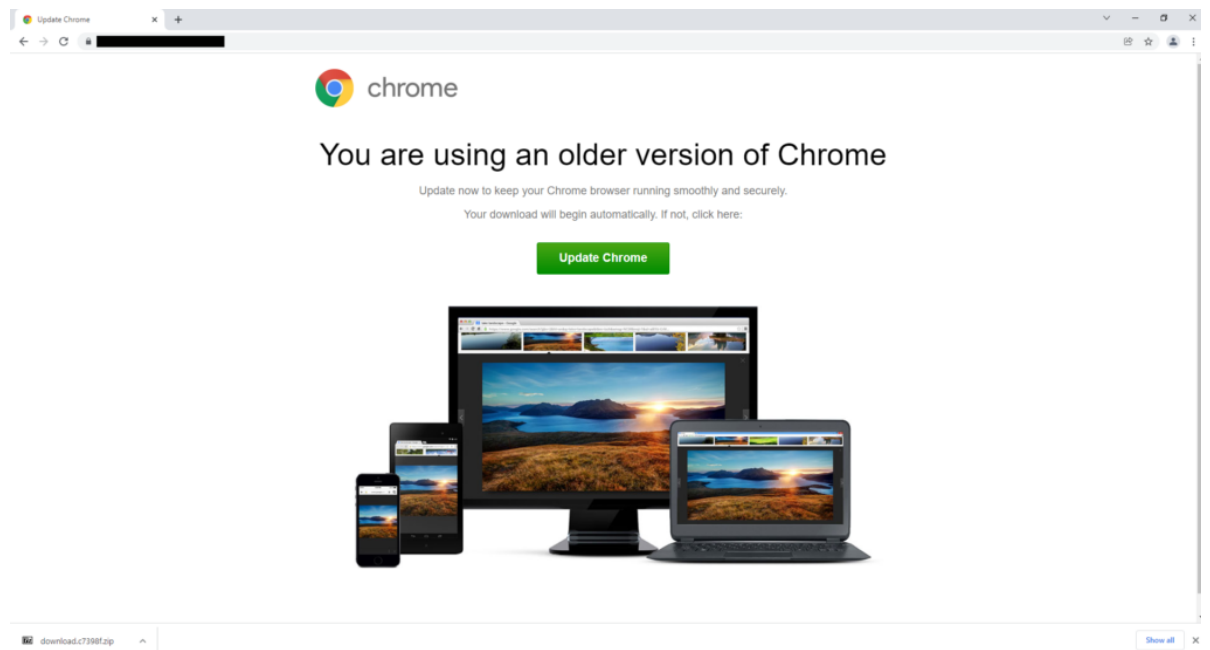 Update Chrome
chrome
You are using an older version of Chrome
Update now to keep your Chrome browser running smoothly and securely.
Your download will begin automatically. If not, click here:
Update Chrome
download.c7398f.zip
Show all